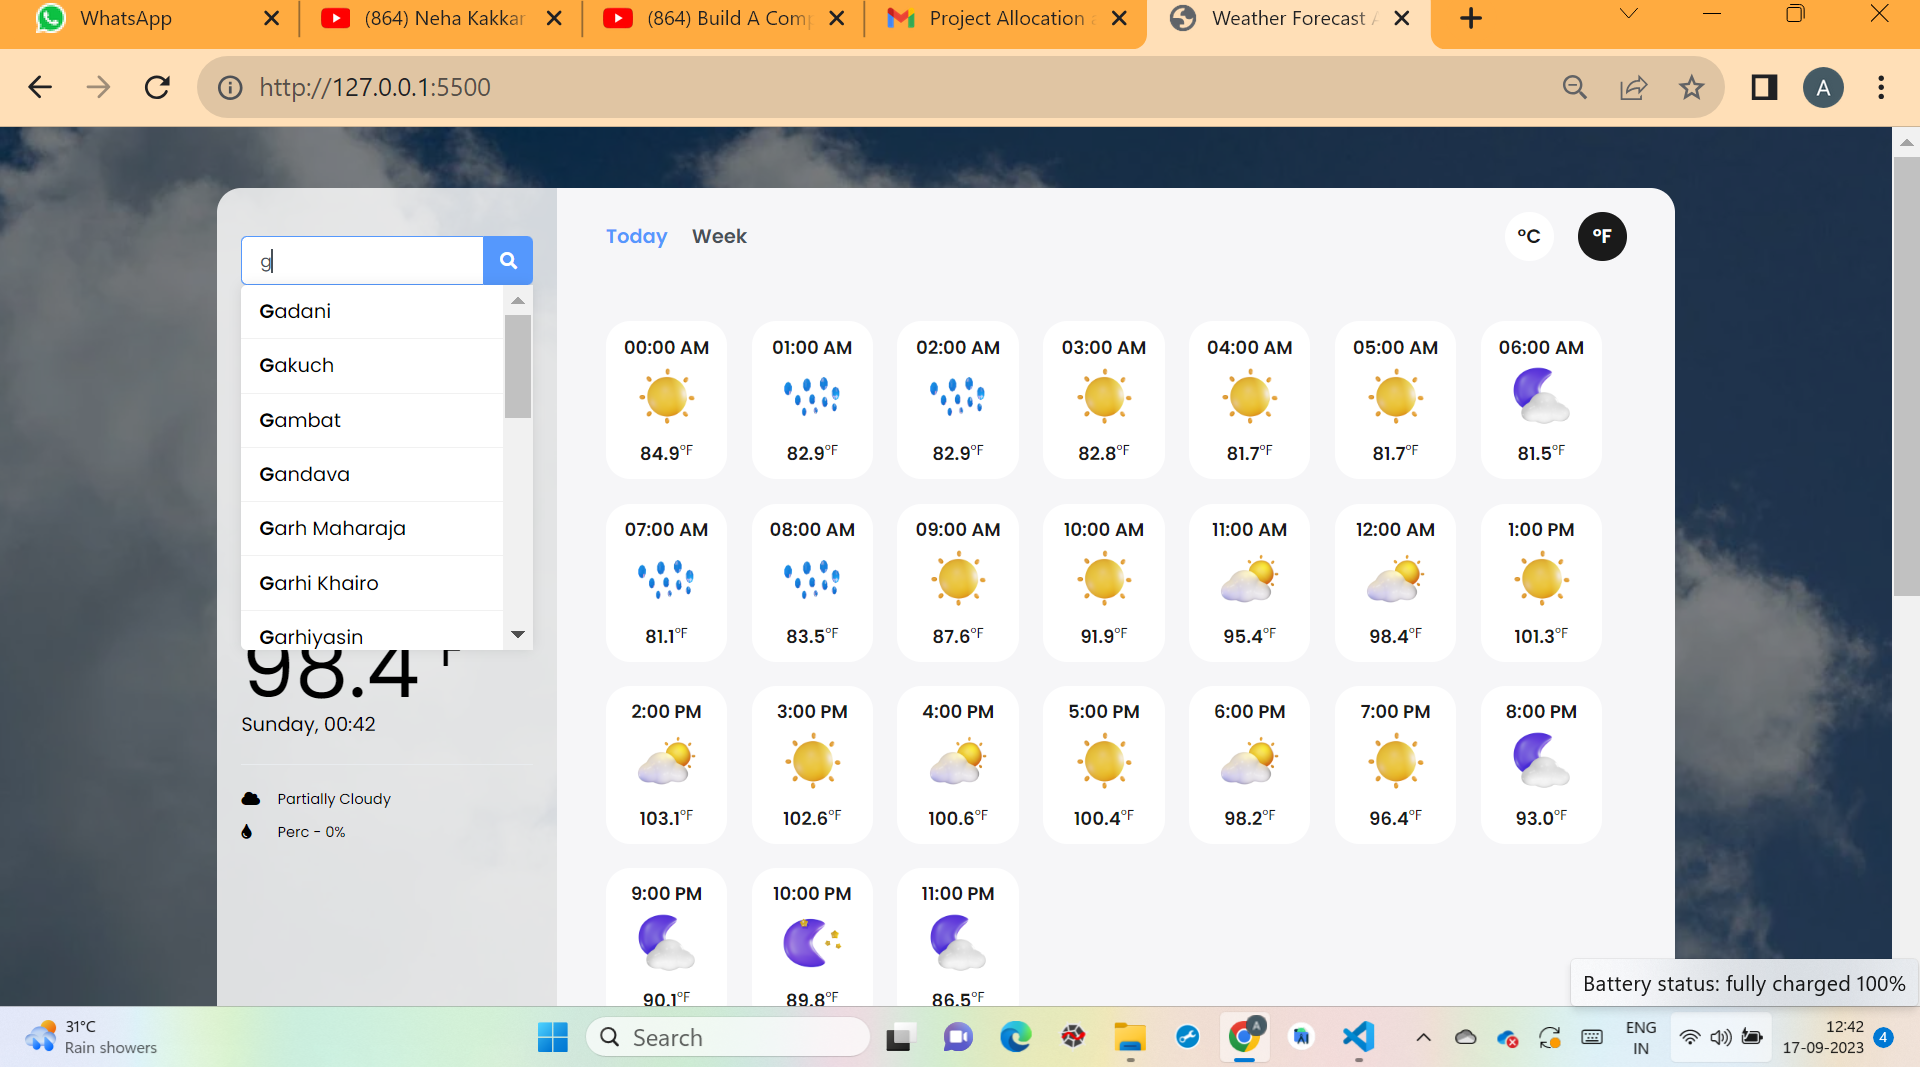 WhatsApp
(864) Neha Kakkar
(864) Build A Comp
Project Allocation a
Weather Forecast A
http://127.0.0.1:5500
A
g
Gadani
Gakuch
Gambat
Gandava
Garh Maharaja
Garhi Khairo
Garhiyasin
98.4 °F
Sunday, 00:42
Partially Cloudy
Perc - 0%
Today Week
°C °F
00:00 AM 01:00 AM 02:00 AM 03:00 AM 04:00 AM 05:00 AM 06:00 AM
84.9°F 82.9°F 82.9°F 82.8°F 81.7°F 81.7°F 81.5°F
07:00 AM 08:00 AM 09:00 AM 10:00 AM 11:00 AM 12:00 AM 1:00 PM
81.1°F 83.5°F 87.6°F 91.9°F 95.4°F 98.4°F 101.3°F
2:00 PM 3:00 PM 4:00 PM 5:00 PM 6:00 PM 7:00 PM 8:00 PM
103.1°F 102.6°F 100.6°F 100.4°F 98.2°F 96.4°F 93.0°F
9:00 PM 10:00 PM 11:00 PM
90.1°F 89.8°F 86.5°F
Battery status: fully charged 100%
31°C
Rain showers
Search
A
ENG
IN
12:42
17-09-2023
4